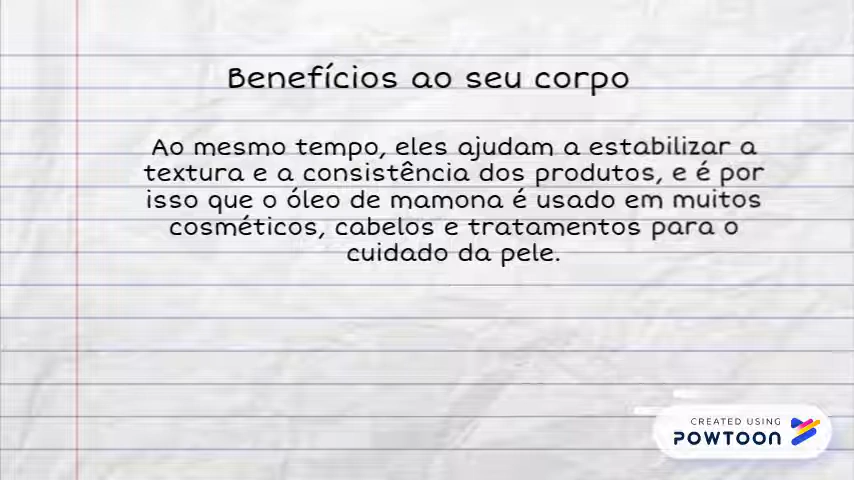 Benefícios ao seu corpo
Ao mesmo tempo, eles ajudam a estabilizar a
textura e a consistência dos produtos, e é por
isso que o óleo de mamona é usado em muitos
cosméticos, cabelos e tratamentos para o
cuidado da pele.
CREATED USING
POWTOON